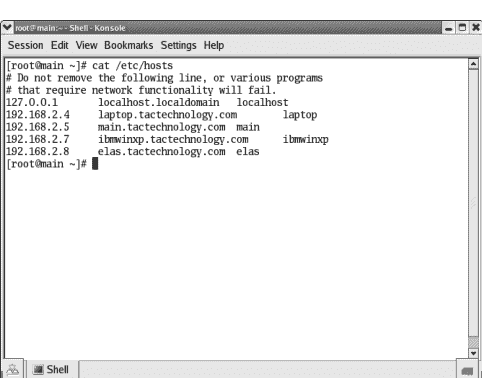 root@main:~ - Shell - Konsole
Session Edit View Bookmarks Settings Help
[root@main ~]# cat /etc/hosts
# Do not remove the following line, or various programs
# that require network functionality will fail.
127.0.0.1 localhost.localdomain localhost
192.168.2.4 laptop.tactechnology.com laptop
192.168.2.5 main.tactechnology.com main
192.168.2.7 ibmwinxp.tactechnology.com ibmwinxp
192.168.2.8 elas.tactechnology.com elas
[root@main ~]#
Shell